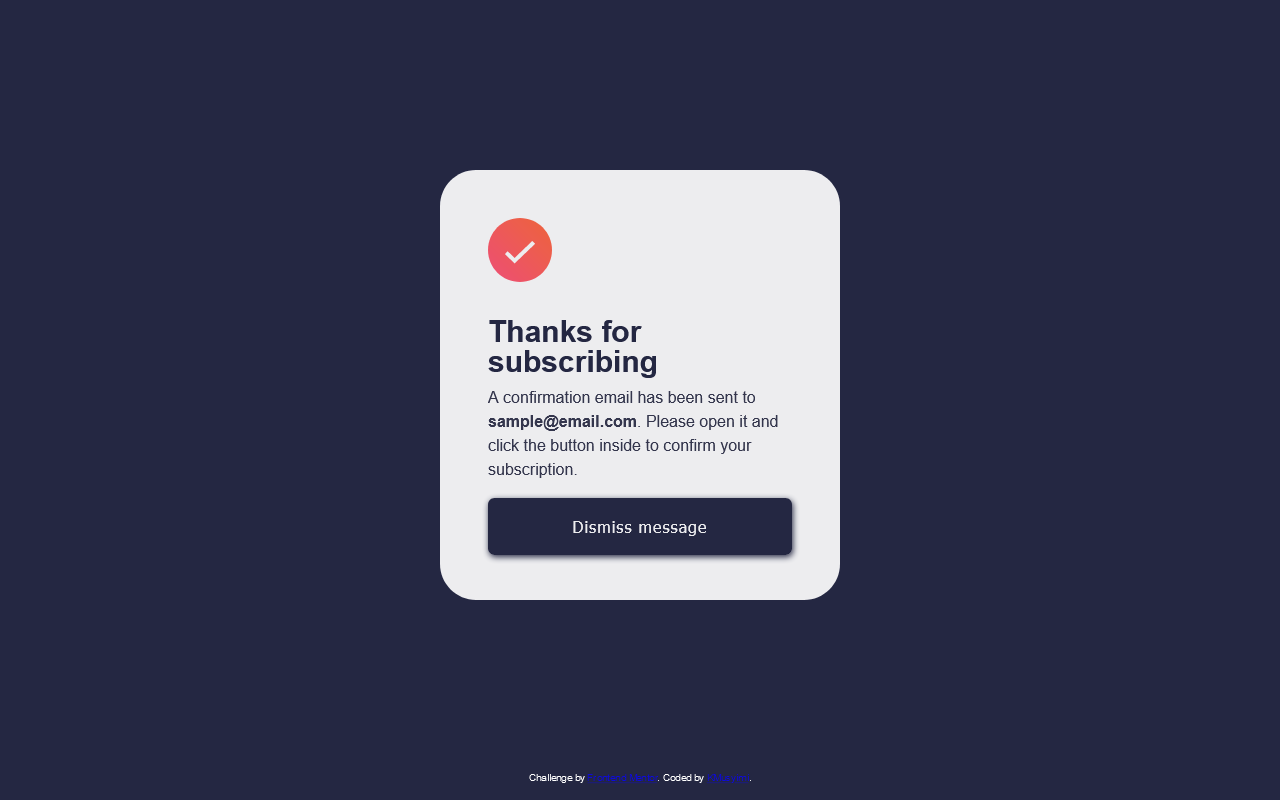 Thanks for
subscribing
A confirmation email has been sent to
sample@email.com. Please open it and
click the button inside to confirm your
subscription.
Dismiss message
Challenge by Frontend Mentor. Coded by